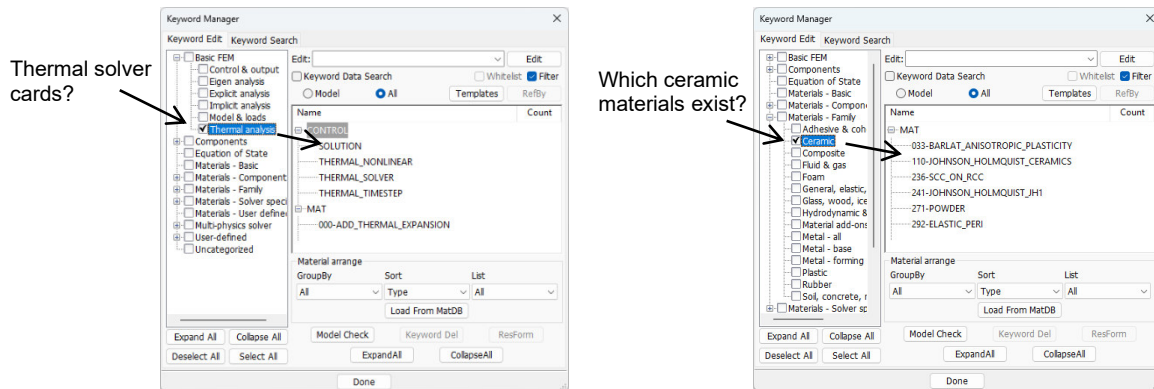 Thermal solver
cards?
Keyword Manager
Keyword Edit Keyword Search
Basic FEM
Control & output
Eigen analysis
Explicit analysis
Implicit analysis
Model & loads
Thermal analysis
Components
Equation of State
Materials - Basic
Materials - Component
Materials - Family
Materials - Solver speci
Materials - User define
Multi-physics solver
User-defined
Uncategorized
Expand All Collapse All
Deselect All Select All
Edit: Edit
Keyword Data Search Whitelist Filter
Model All Templates RefBy
Name Count
CONTROL
SOLUTION
THERMAL_NONLINEAR
THERMAL_SOLVER
THERMAL_TIMESTEP
MAT
000-ADD_THERMAL_EXPANSION
Material arrange
GroupBy Sort List
All Type All
Load From MatDB
Model Check Keyword Del ResForm
ExpandAll CollapseAll
Done
Which ceramic
materials exist?
Keyword Manager
Keyword Edit Keyword Search
Basic FEM
Components
Equation of State
Materials - Basic
Materials - Compone
Materials - Family
Adhesive & coh
Ceramic
Composite
Fluid & gas
Foam
General, elastic,
Glass, wood, ice
Hydrodynamic &
Material add-ons
Metal - all
Metal - base
Metal - forming
Plastic
Rubber
Soil, concrete, r
Materials - Solver sp
Expand All Collapse All
Deselect All Select All
Edit: Edit
Keyword Data Search Whitelist Filter
Model All Templates RefBy
Name Count
MAT
033-BARLAT_ANISOTROPIC_PLASTICITY
110-JOHNSON_HOLMQUIST_CERAMICS
236-SCC_ON_RCC
241-JOHNSON_HOLMQUIST_JH1
271-POWDER
292-ELASTIC_PERI
Material arrange
GroupBy Sort List
All Type All
Load From MatDB
Model Check Keyword Del ResForm
ExpandAll CollapseAll
Done